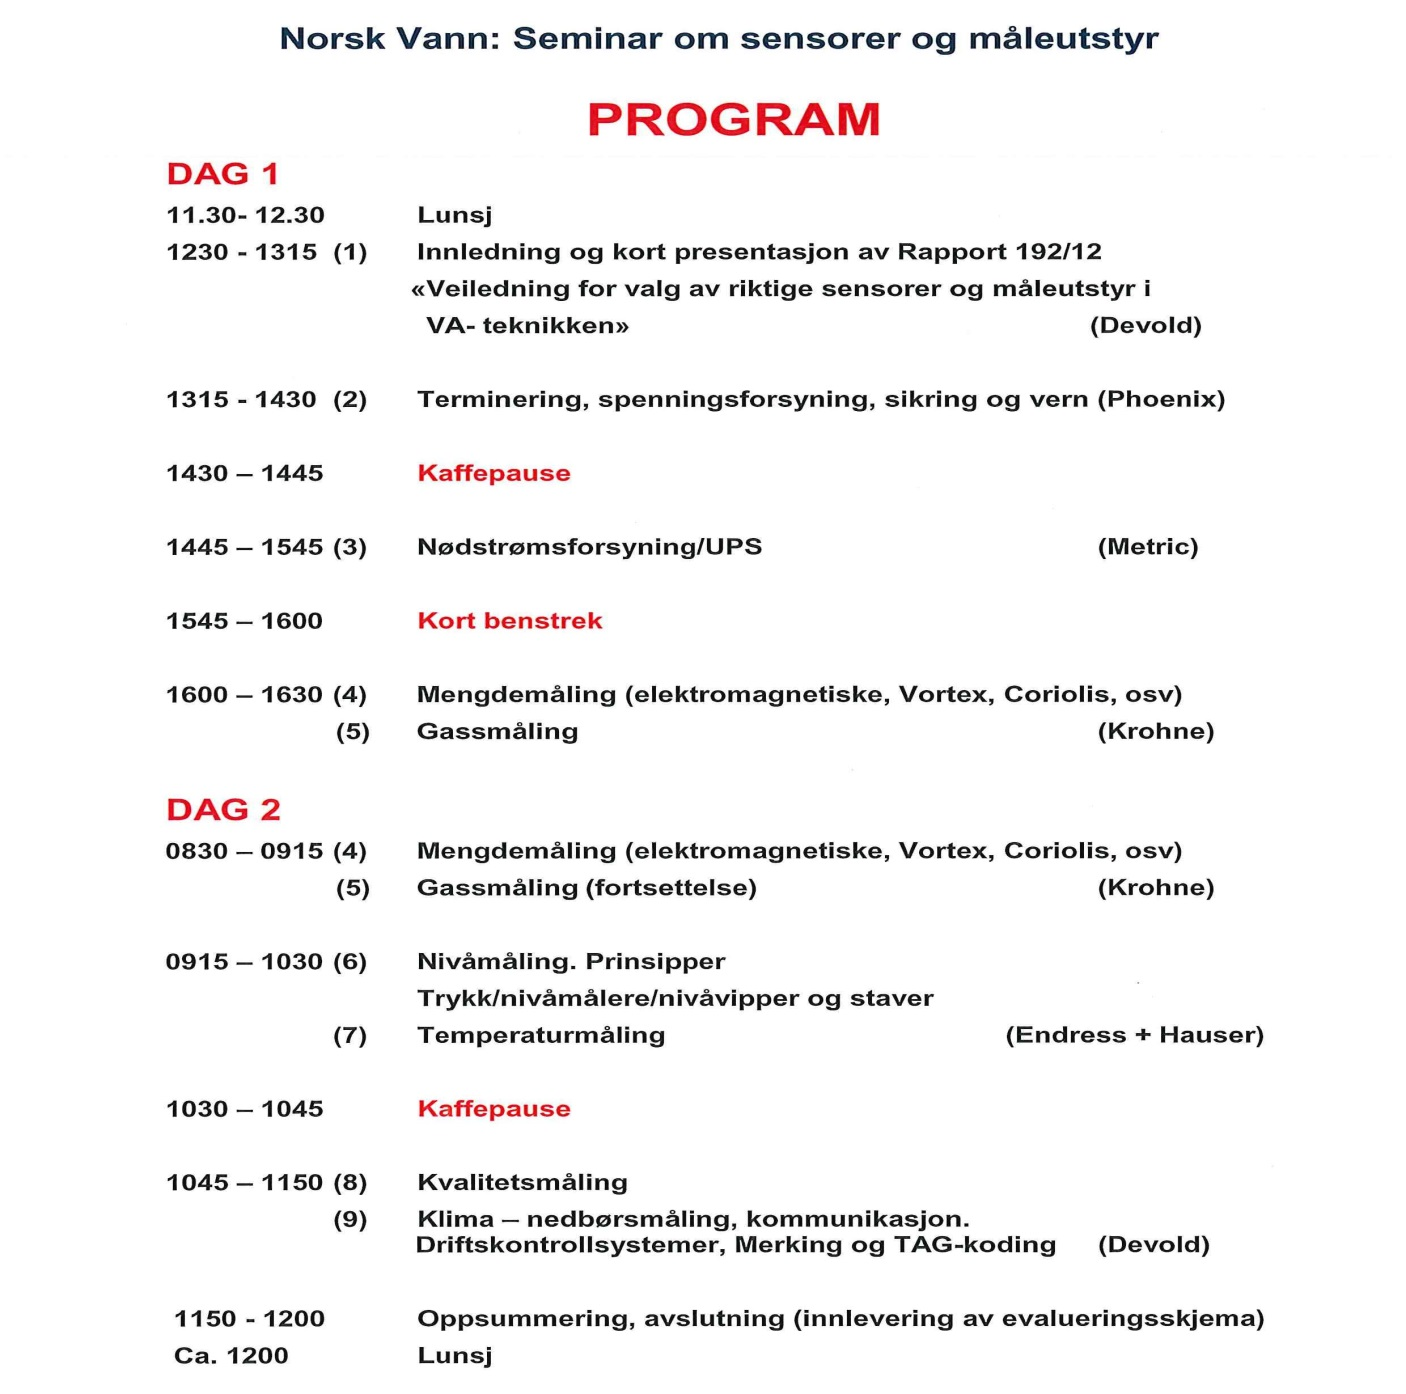 Norsk Vann: Seminar om sensorer og måleutstyr
PROGRAM
DAG 1
11.30- 12.30 Lunsj
1230 - 1315 (1) Innledning og kort presentasjon av Rapport 192/12
«Veiledning for valg av riktige sensorer og måleutstyr i
VA- teknikken» (Devold)
1315 - 1430 (2) Terminering, spenningsforsyning, sikring og vern (Phoenix)
1430 – 1445 Kaffepause
1445 – 1545 (3) Nødstrømsforsyning/UPS (Metric)
1545 – 1600 Kort benstrek
1600 – 1630 (4) Mengdemåling (elektromagnetiske, Vortex, Coriolis, osv)
(5) Gassmåling (Krohne)
DAG 2
0830 – 0915 (4) Mengdemåling (elektromagnetiske, Vortex, Coriolis, osv)
(5) Gassmåling (fortsettelse) (Krohne)
0915 – 1030 (6) Nivåmåling. Prinsipper
Trykk/nivåmålere/nivåvipper og staver
(7) Temperaturmåling (Endress + Hauser)
1030 – 1045 Kaffepause
1045 – 1150 (8) Kvalitetsmåling
(9) Klima – nedbørsmåling, kommunikasjon.
Driftskontrollsystemer, Merking og TAG-koding (Devold)
1150 - 1200 Oppsummering, avslutning (innlevering av evalueringsskjema)
Ca. 1200 Lunsj